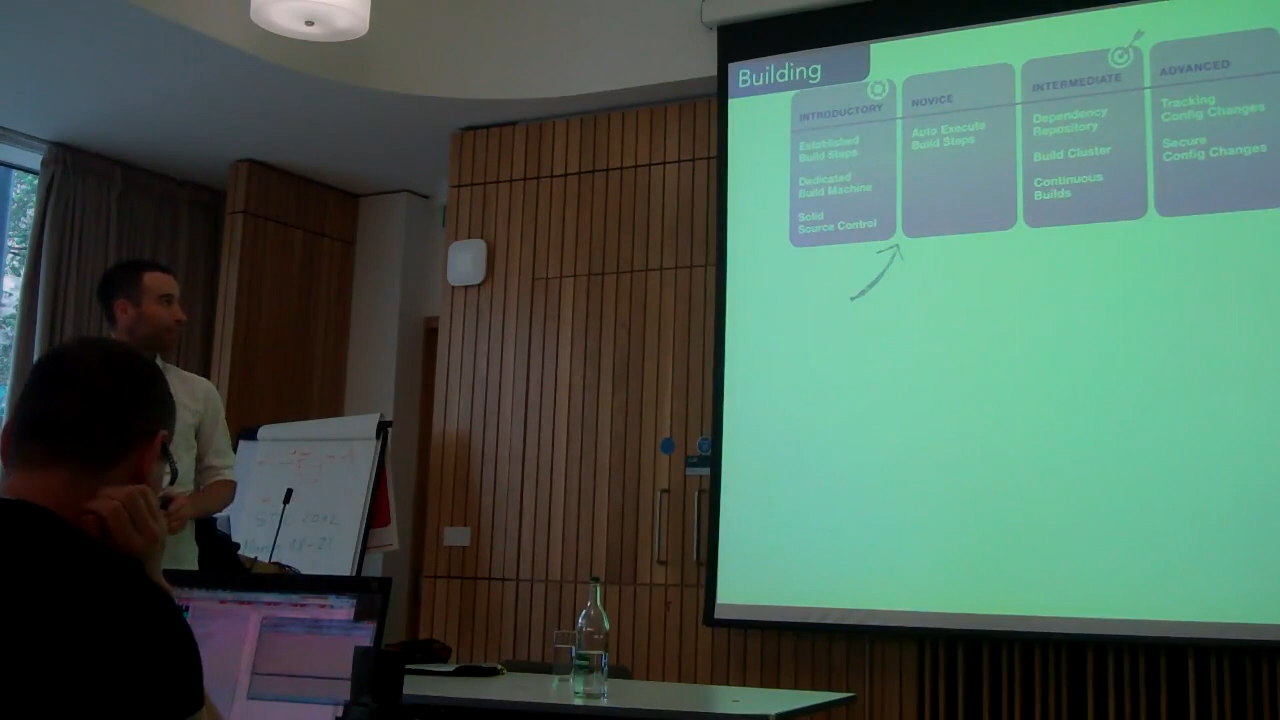 Building
INTRODUCTORY
Established
Build Steps
Dedicated
Build Machine
Solid
Source Control
NOVICE
Auto Execute
Build Steps
INTERMEDIATE
Dependency
Repository
Build Cluster
Continuous
Builds
ADVANCED
Tracking
Config Changes
Secure
Config Changes